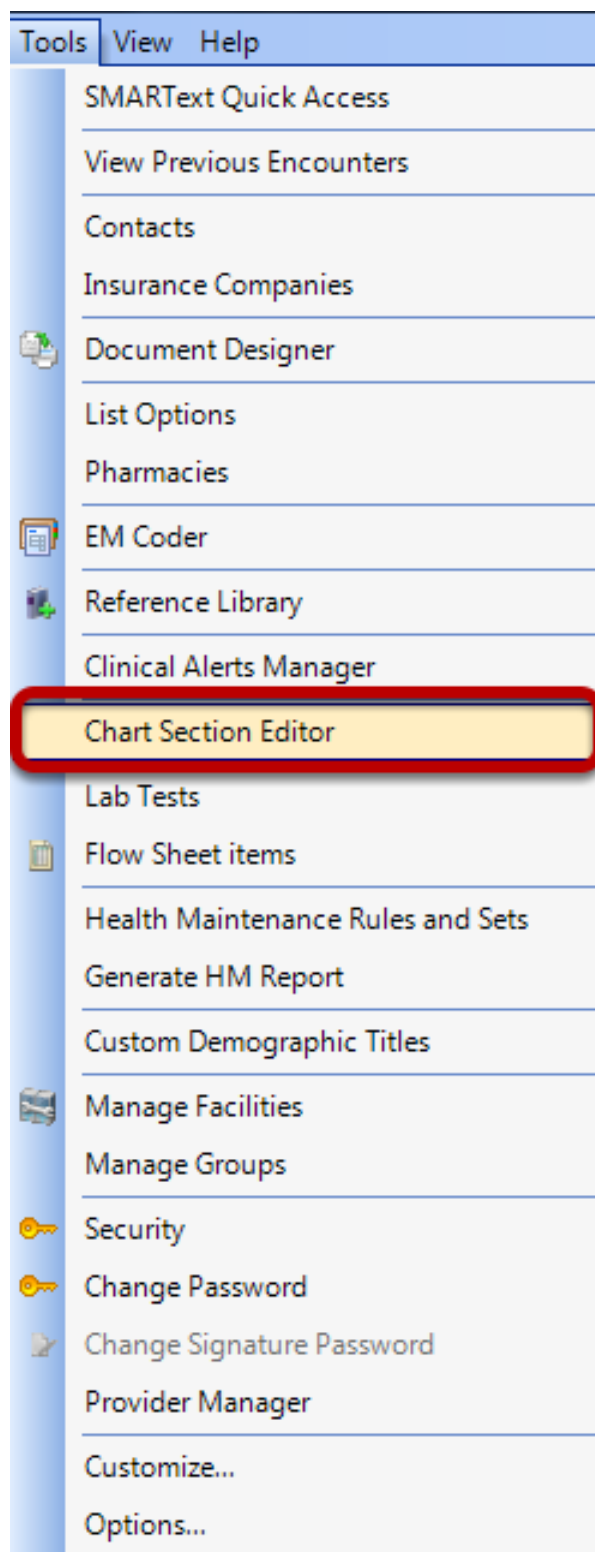 Tools View Help
SMARText Quick Access
View Previous Encounters
Contacts
Insurance Companies
Document Designer
List Options
Pharmacies
EM Coder
Reference Library
Clinical Alerts Manager
Chart Section Editor
Lab Tests
Flow Sheet items
Health Maintenance Rules and Sets
Generate HM Report
Custom Demographic Titles
Manage Facilities
Manage Groups
Security
Change Password
Change Signature Password
Provider Manager
Customize...
Options...